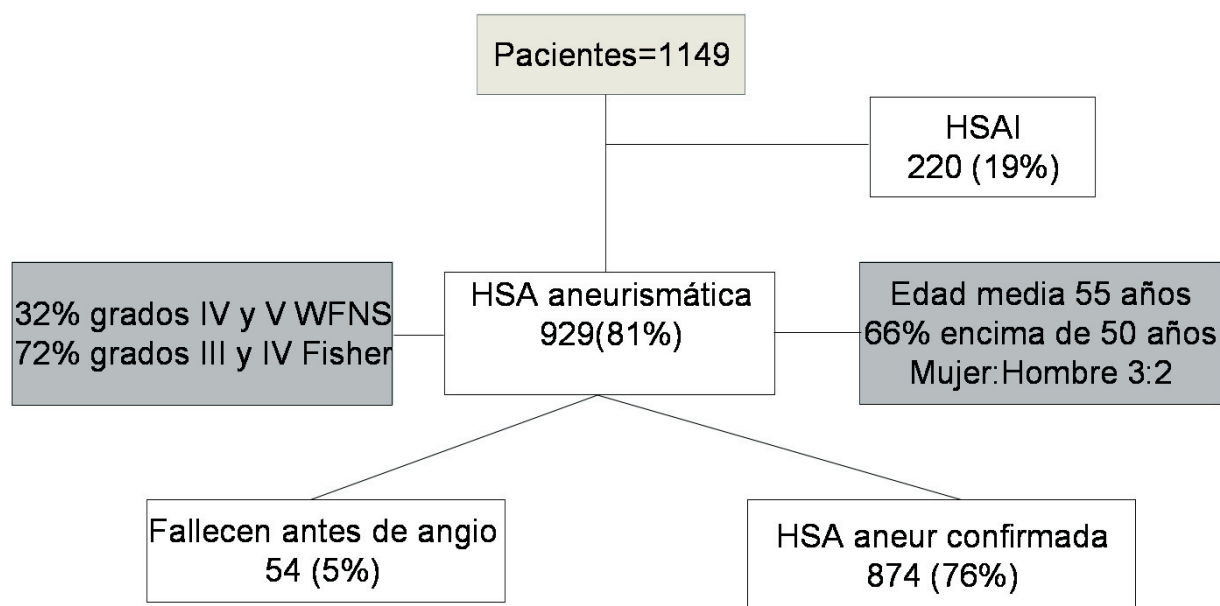 Pacientes=1149
HSAI
220 (19%)
32% grados IV y V WFNS
72% grados III y IV Fisher
HSA aneurismática
929(81%)
Edad media 55 años
66% encima de 50 años
Mujer:Hombre 3:2
Fallecen antes de angio
54 (5%)
HSA aneur confirmada
874 (76%)